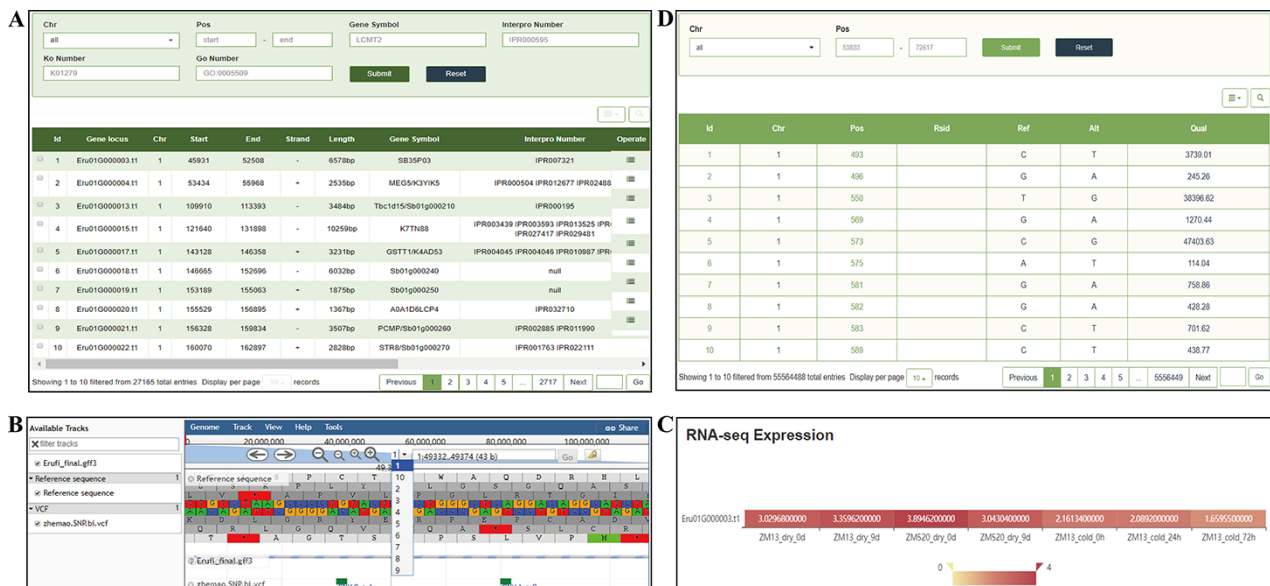 A
Chr Pos Gene Symbol Interpro Number
all start - end LCMT2 IPR000595
Ko Number Go Number
K01279 GO:0005509 Submit Reset
Id Gene locus Chr Start End Strand Length Gene Symbol Interpro Number Operate
1 Eru01G000003.t1 1 45931 52508 - 6578bp SB35P03 IPR007321
2 Eru01G000004.t1 1 53434 55968 + 2535bp MEG5/K3YIK5 IPR000504 IPR012677 IPR02488
3 Eru01G000013.t1 1 109910 113393 - 3484bp Tbc1d15/Sb01g000210 IPR000195
4 Eru01G000015.t1 1 121640 131898 - 10259bp K7TN88 IPR003439 IPR003593 IPR013525 IPR
IPR027417 IPR029481
5 Eru01G000017.t1 1 143128 146358 + 3231bp GSTT1/K4AD53 IPR004045 IPR004046 IPR010987 IPR
6 Eru01G000018.t1 1 146665 152696 - 6032bp Sb01g000240 null
7 Eru01G000019.t1 1 153189 155063 + 1875bp Sb01g000250 null
8 Eru01G000020.t1 1 155529 156895 + 1367bp A0A1D6LCP4 IPR032710
9 Eru01G000021.t1 1 156328 159834 - 3507bp PCMP/Sb01g000260 IPR002885 IPR011990
10 Eru01G000022.t1 1 160070 162897 + 2828bp STR8/Sb01g000270 IPR001763 IPR022111
Showing 1 to 10 filtered from 27165 total entries Display per page 10 records Previous 1 2 3 4 5 ... 2717 Next Go
D
Chr Pos
all 53833 - 72617 Submit Reset
Id Chr Pos Rsid Ref Alt Qual
1 1 493 C T 3739.01
2 1 496 G A 245.26
3 1 550 T G 38396.62
4 1 569 G A 1270.44
5 1 573 C G 47403.63
6 1 575 A T 114.04
7 1 581 G A 758.86
8 1 582 G A 428.28
9 1 583 C T 701.62
10 1 589 C T 438.77
Showing 1 to 10 filtered from 55564488 total entries Display per page 10 records Previous 1 2 3 4 5 ... 5556449 Next Go
B
Available Tracks
filter tracks
Erufi_final.gff3
Reference sequence 1
Reference sequence
VCF 1
zhemao.SNP.bi.vcf
Genome Track View Help Tools Share
0 20,000,000 40,000,000 60,000,000 80,000,000 100,000,000
1 1:49332..49374 (43 b) Go
1
10
2
3
4
5
6
7
8
9
Reference sequence
Erufi_final.gff3
zhemao.SNP.bi.vcf
C
RNA-seq Expression
Eru01G000003.t1 3.0296800000 3.3596200000 3.8946200000 3.0430400000 2.1613400000 2.0892000000 1.6595500000
ZM13_dry_0d ZM13_dry_9d ZM520_dry_0d ZM520_dry_9d ZM13_cold_0h ZM13_cold_24h ZM13_cold_72h
0 4